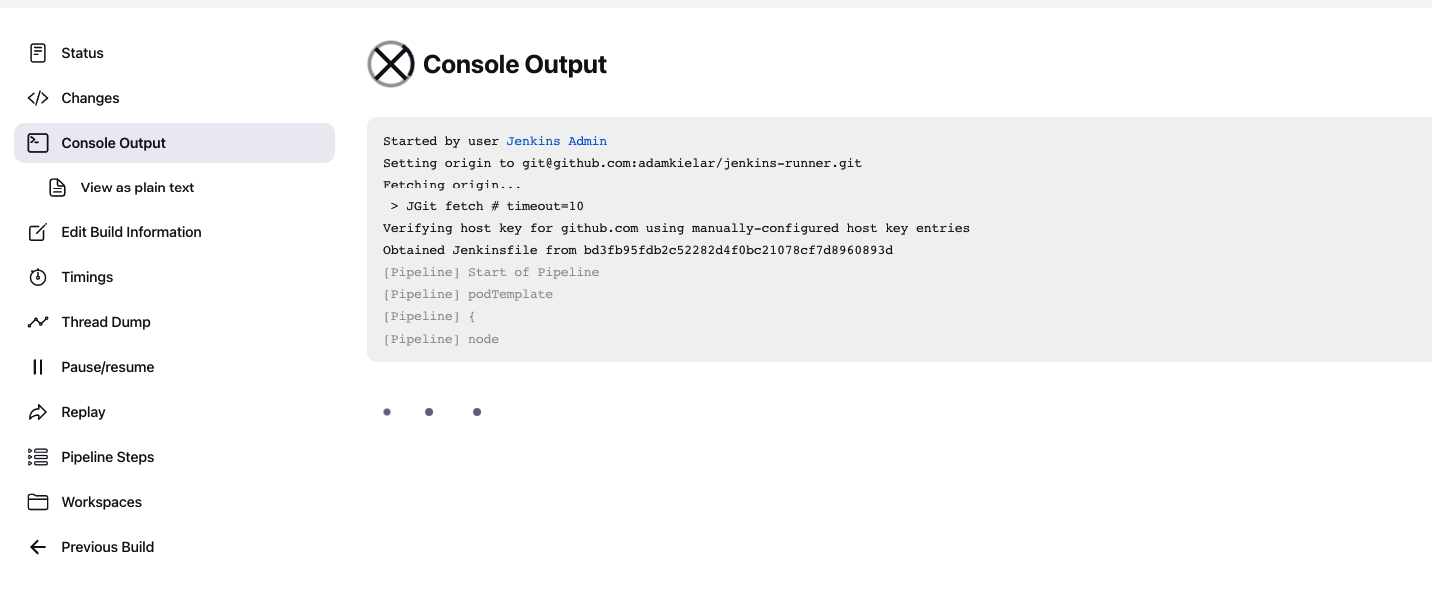 Status
Changes
Console Output
View as plain text
Edit Build Information
Timings
Thread Dump
Pause/resume
Replay
Pipeline Steps
Workspaces
Previous Build
Console Output
Started by user Jenkins Admin
Setting origin to git@github.com:adamkielar/jenkins-runner.git
Fetching origin...
> JGit fetch # timeout=10
Verifying host key for github.com using manually-configured host key entries
Obtained Jenkinsfile from bd3fb95fdb2c52282d4f0bc21078cf7d8960893d
[Pipeline] Start of Pipeline
[Pipeline] podTemplate
[Pipeline] {
[Pipeline] node